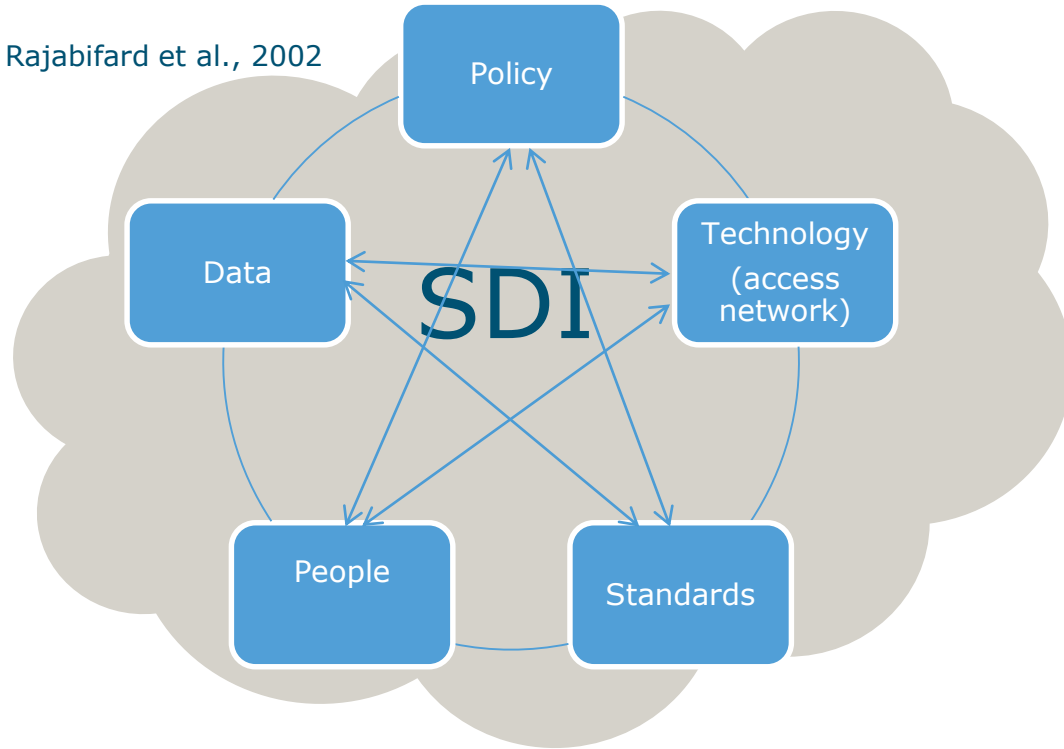 Rajabifard et al., 2002
Policy
Data
Technology
(access
network)
SDI
People
Standards